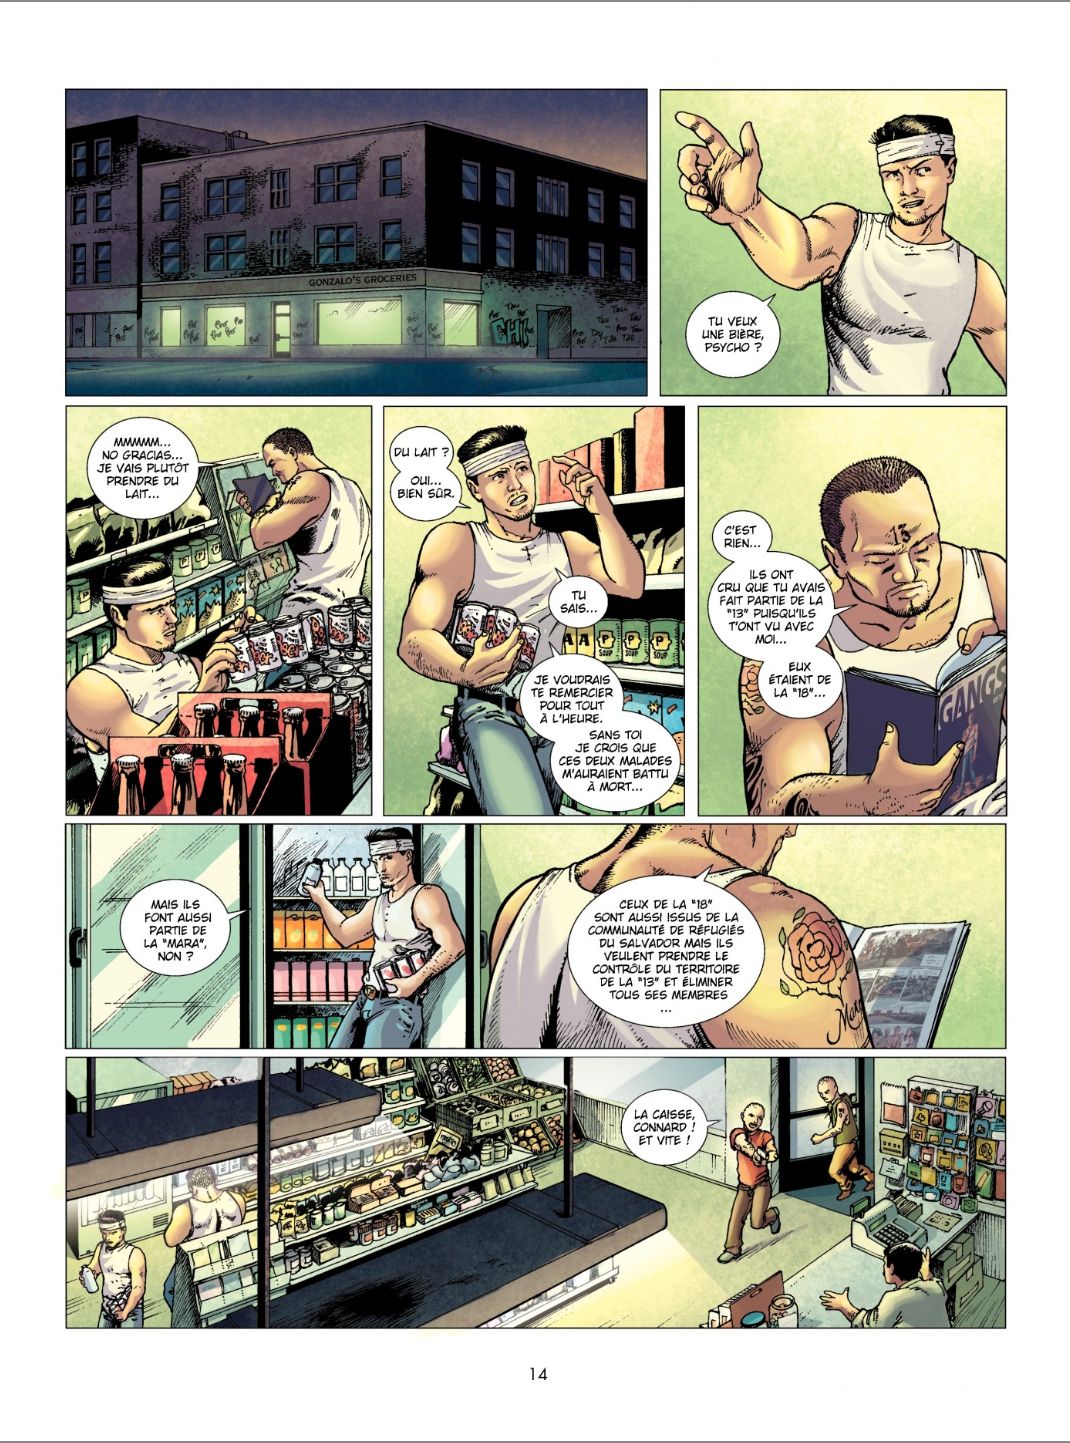 GONZALO'S GROCERIES
TU VEUX
UNE BIÈRE,
PSYCHO ?
MMMMM...
NO GRACIAS...
JE VAIS PLUTÔT
PRENDRE DU
LAIT...
DU LAIT ?
OUI...
BIEN SÛR.
TU
SAIS...
JE VOUDRAIS
TE REMERCIER
POUR TOUT
À L'HEURE.
SANS TOI
JE CROIS QUE
CES DEUX MALADES
M'AURAIENT BATTU
À MORT...
SOUP
SOUP
C'EST
RIEN...
ILS ONT
CRU QUE TU AVAIS
FAIT PARTIE DE LA
"13" PUISQU'ILS
T'ONT VU AVEC
MOI...
EUX
ÉTAIENT DE
LA "18"...
13
GANGS
MAIS ILS
FONT AUSSI
PARTIE DE
LA "MARA",
NON ?
CEUX DE LA "18"
SONT AUSSI ISSUS DE LA
COMMUNAUTÉ DE RÉFUGIÉS
DU SALVADOR MAIS ILS
VEULENT PRENDRE LE
CONTRÔLE DU TERRITOIRE
DE LA "13" ET ÉLIMINER
TOUS SES MEMBRES
...
LA CAISSE,
CONNARD !
ET VITE !
14